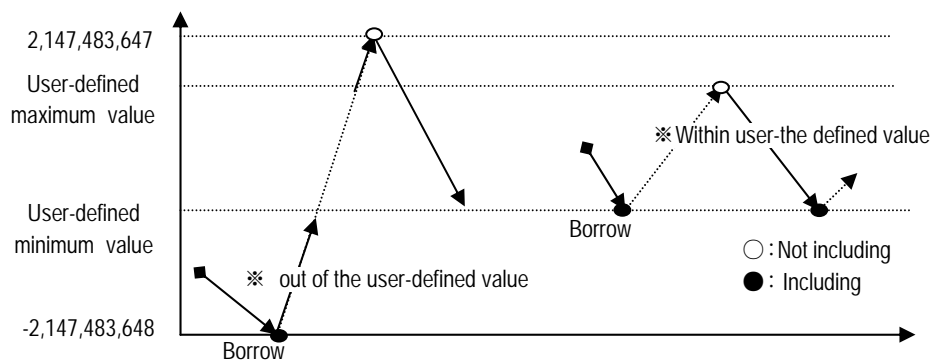 2,147,483,647
User-defined
maximum value
※ Within user-the defined value
User-defined
minimum value
Borrow
○ : Not including
● : Including
※ out of the user-defined value
-2,147,483,648
Borrow